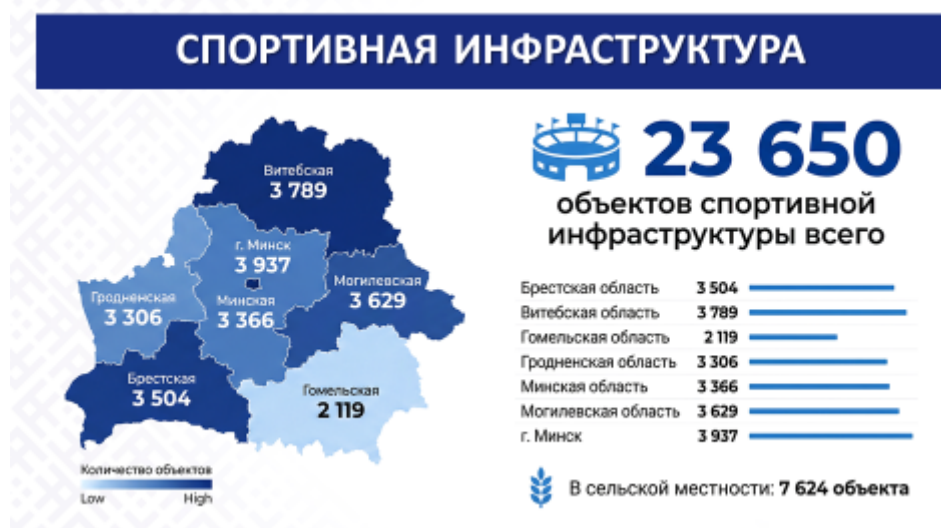 СПОРТИВНАЯ ИНФРАСТРУКТУРА
Витебская
3 789
г. Минск
3 937
Могилевская
3 629
Гродненская
3 306
Минская
3 366
Брестская
3 504
Гомельская
2 119
Количество объектов
Low High
23 650
объектов спортивной
инфраструктуры всего
Брестская область 3 504
Витебская область 3 789
Гомельская область 2 119
Гродненская область 3 306
Минская область 3 366
Могилевская область 3 629
г. Минск 3 937
В сельской местности: 7 624 объекта